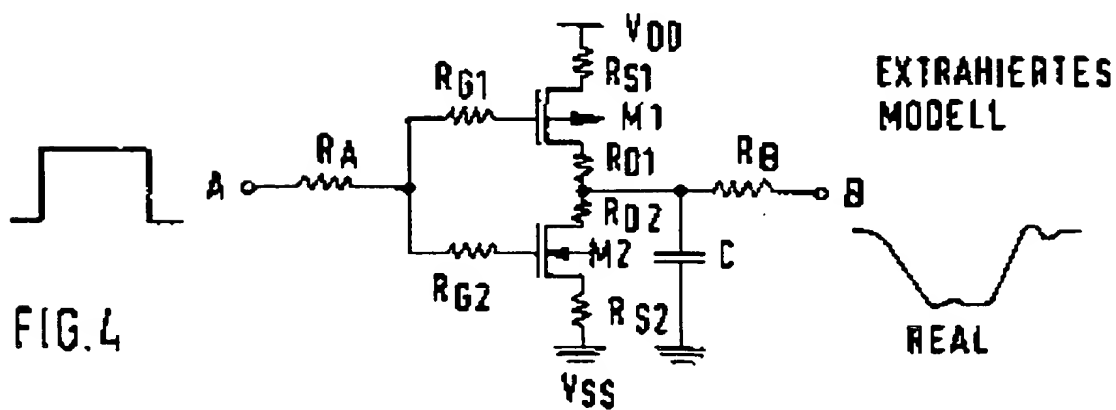 VDD
RS1
EXTRAHIERTES
MODELL
RG1
M1
RA
RD1
RB
A
B
RD2
M2
C
RG2
RS2
FIG.4
REAL
VSS